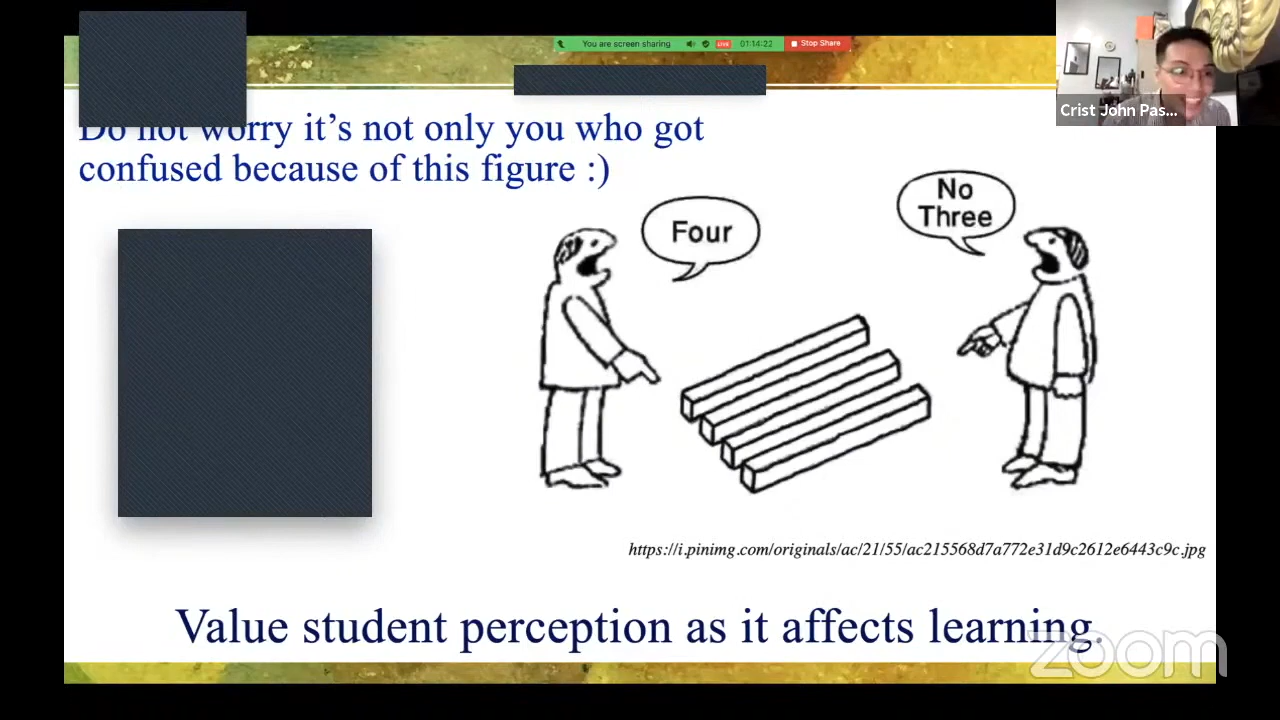 You are screen sharing
LIVE
01:14:22
Stop Share
Crist John Pas...
Do not worry it's not only you who got
confused because of this figure :)
Four
No
Three
https://i.pinimg.com/originals/ac/21/55/ac215568d7a772e31d9c2612e6443c9c.jpg
Value student perception as it affects learning.
zoom